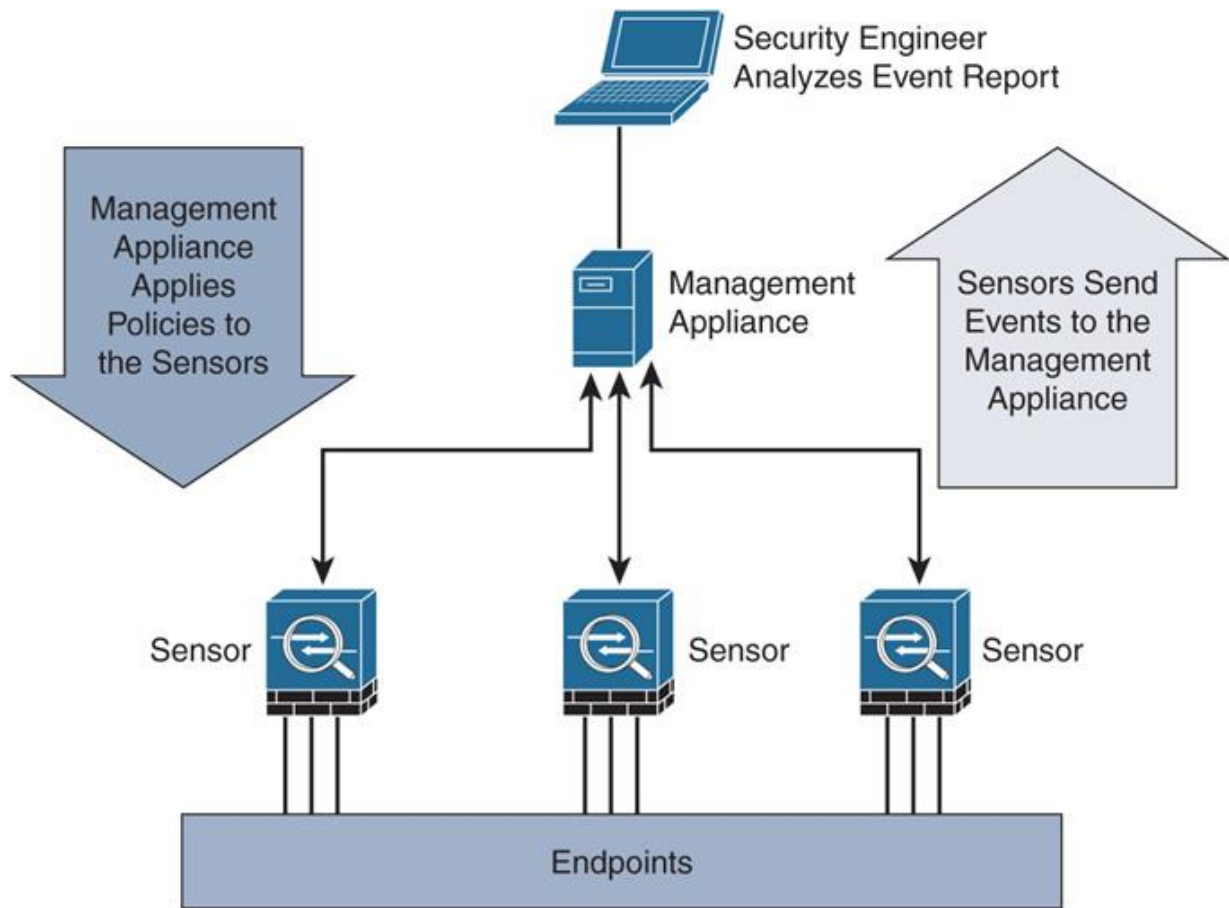 Security Engineer
Analyzes Event Report
Management
Appliance
Applies
Policies to
the Sensors
Management
Appliance
Sensors Send
Events to the
Management
Appliance
Sensor
Sensor
Sensor
Endpoints